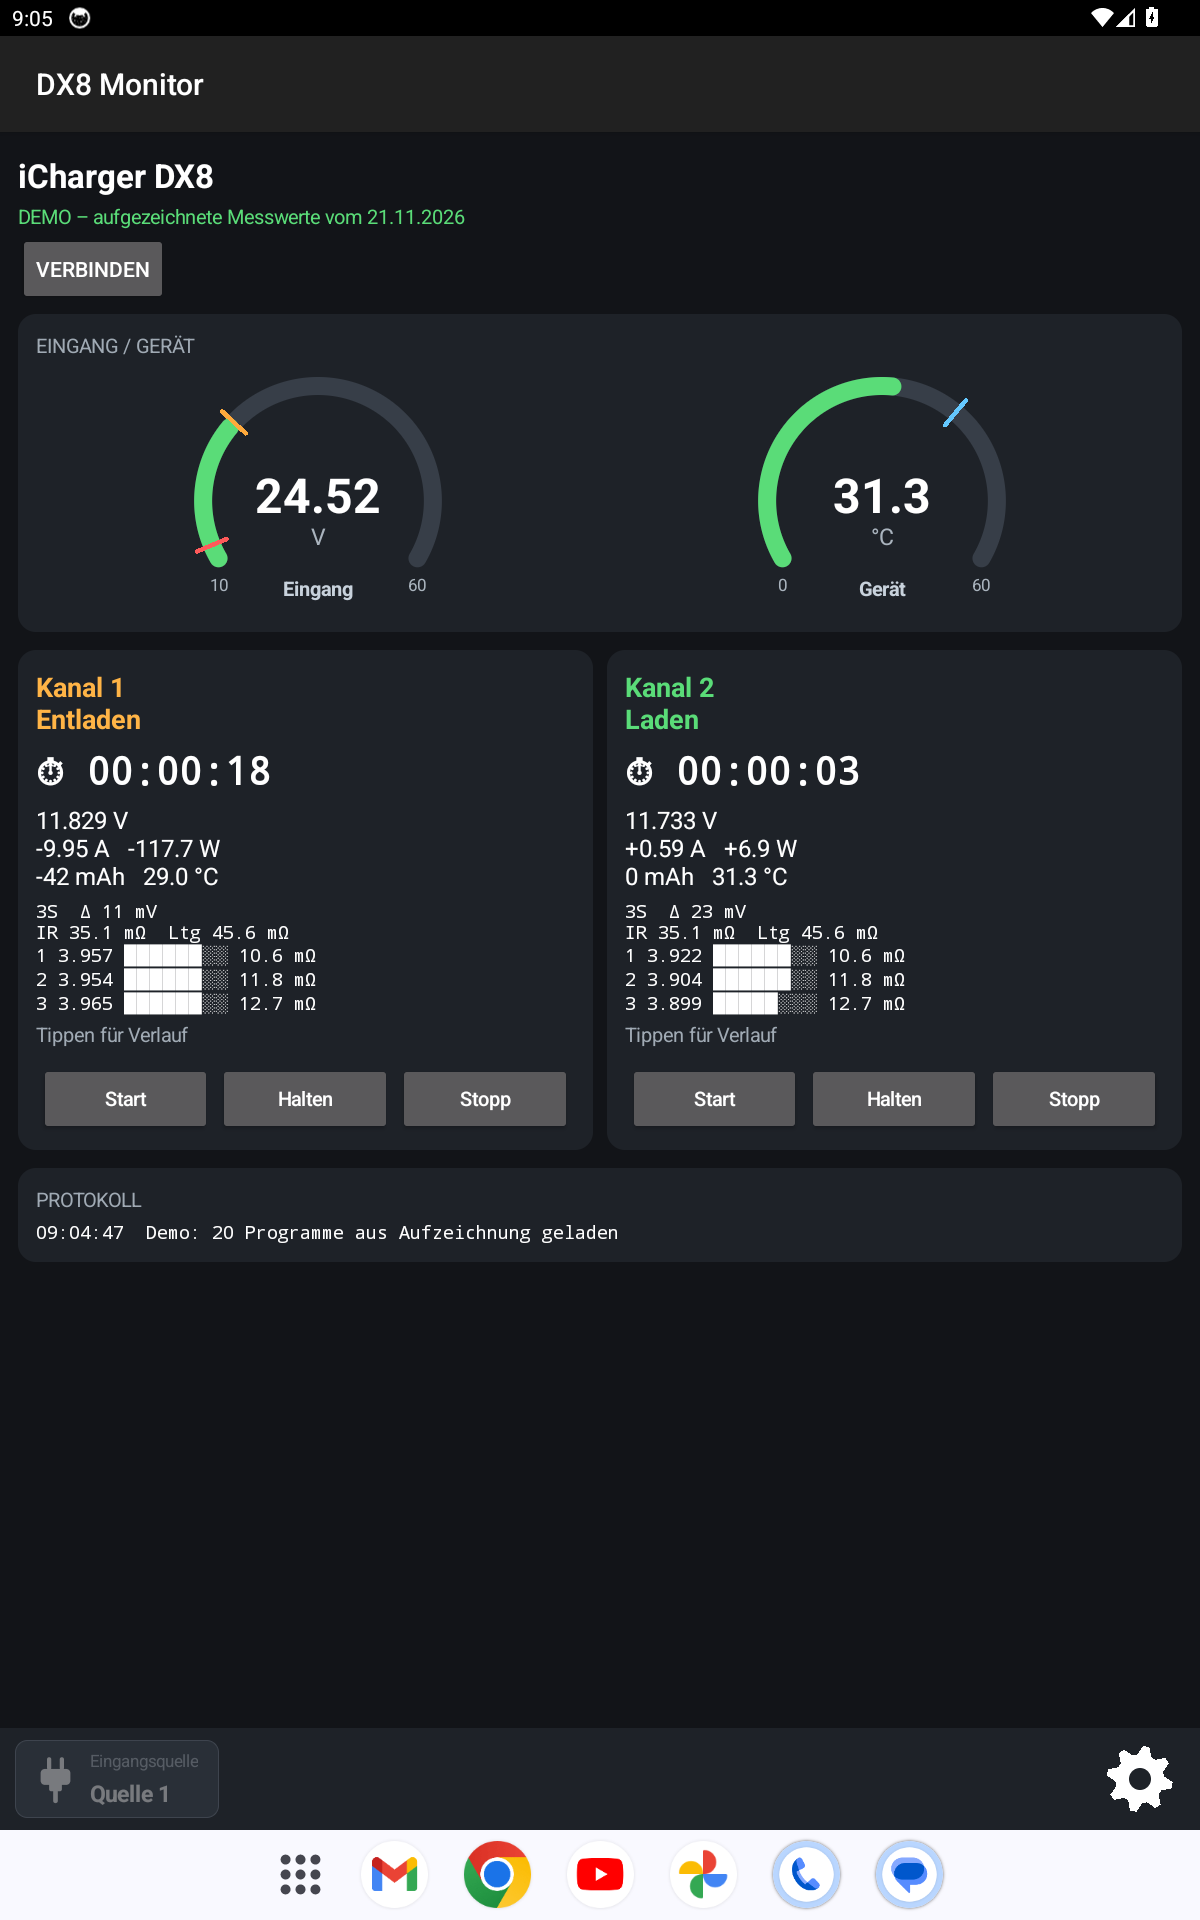 9:05
DX8 Monitor
iCharger DX8
DEMO – aufgezeichnete Messwerte vom 21.11.2026
VERBINDEN
EINGANG / GERÄT
24.52
V
10
Eingang
60
31.3
°C
0
Gerät
60
Kanal 1
Entladen
00:00:18
11.829 V
-9.95 A -117.7 W
-42 mAh 29.0 °C
3S Δ 11 mV
IR 35.1 mΩ Ltg 45.6 mΩ
1 3.957 ██████░░ 10.6 mΩ
2 3.954 ██████░░ 11.8 mΩ
3 3.965 ██████░░ 12.7 mΩ
Tippen für Verlauf
Start Halten Stopp
Kanal 2
Laden
00:00:03
11.733 V
+0.59 A +6.9 W
0 mAh 31.3 °C
3S Δ 23 mV
IR 35.1 mΩ Ltg 45.6 mΩ
1 3.922 ██████░░ 10.6 mΩ
2 3.904 ██████░░ 11.8 mΩ
3 3.899 █████░░░ 12.7 mΩ
Tippen für Verlauf
Start Halten Stopp
PROTOKOLL
09:04:47 Demo: 20 Programme aus Aufzeichnung geladen
Eingangsquelle
Quelle 1